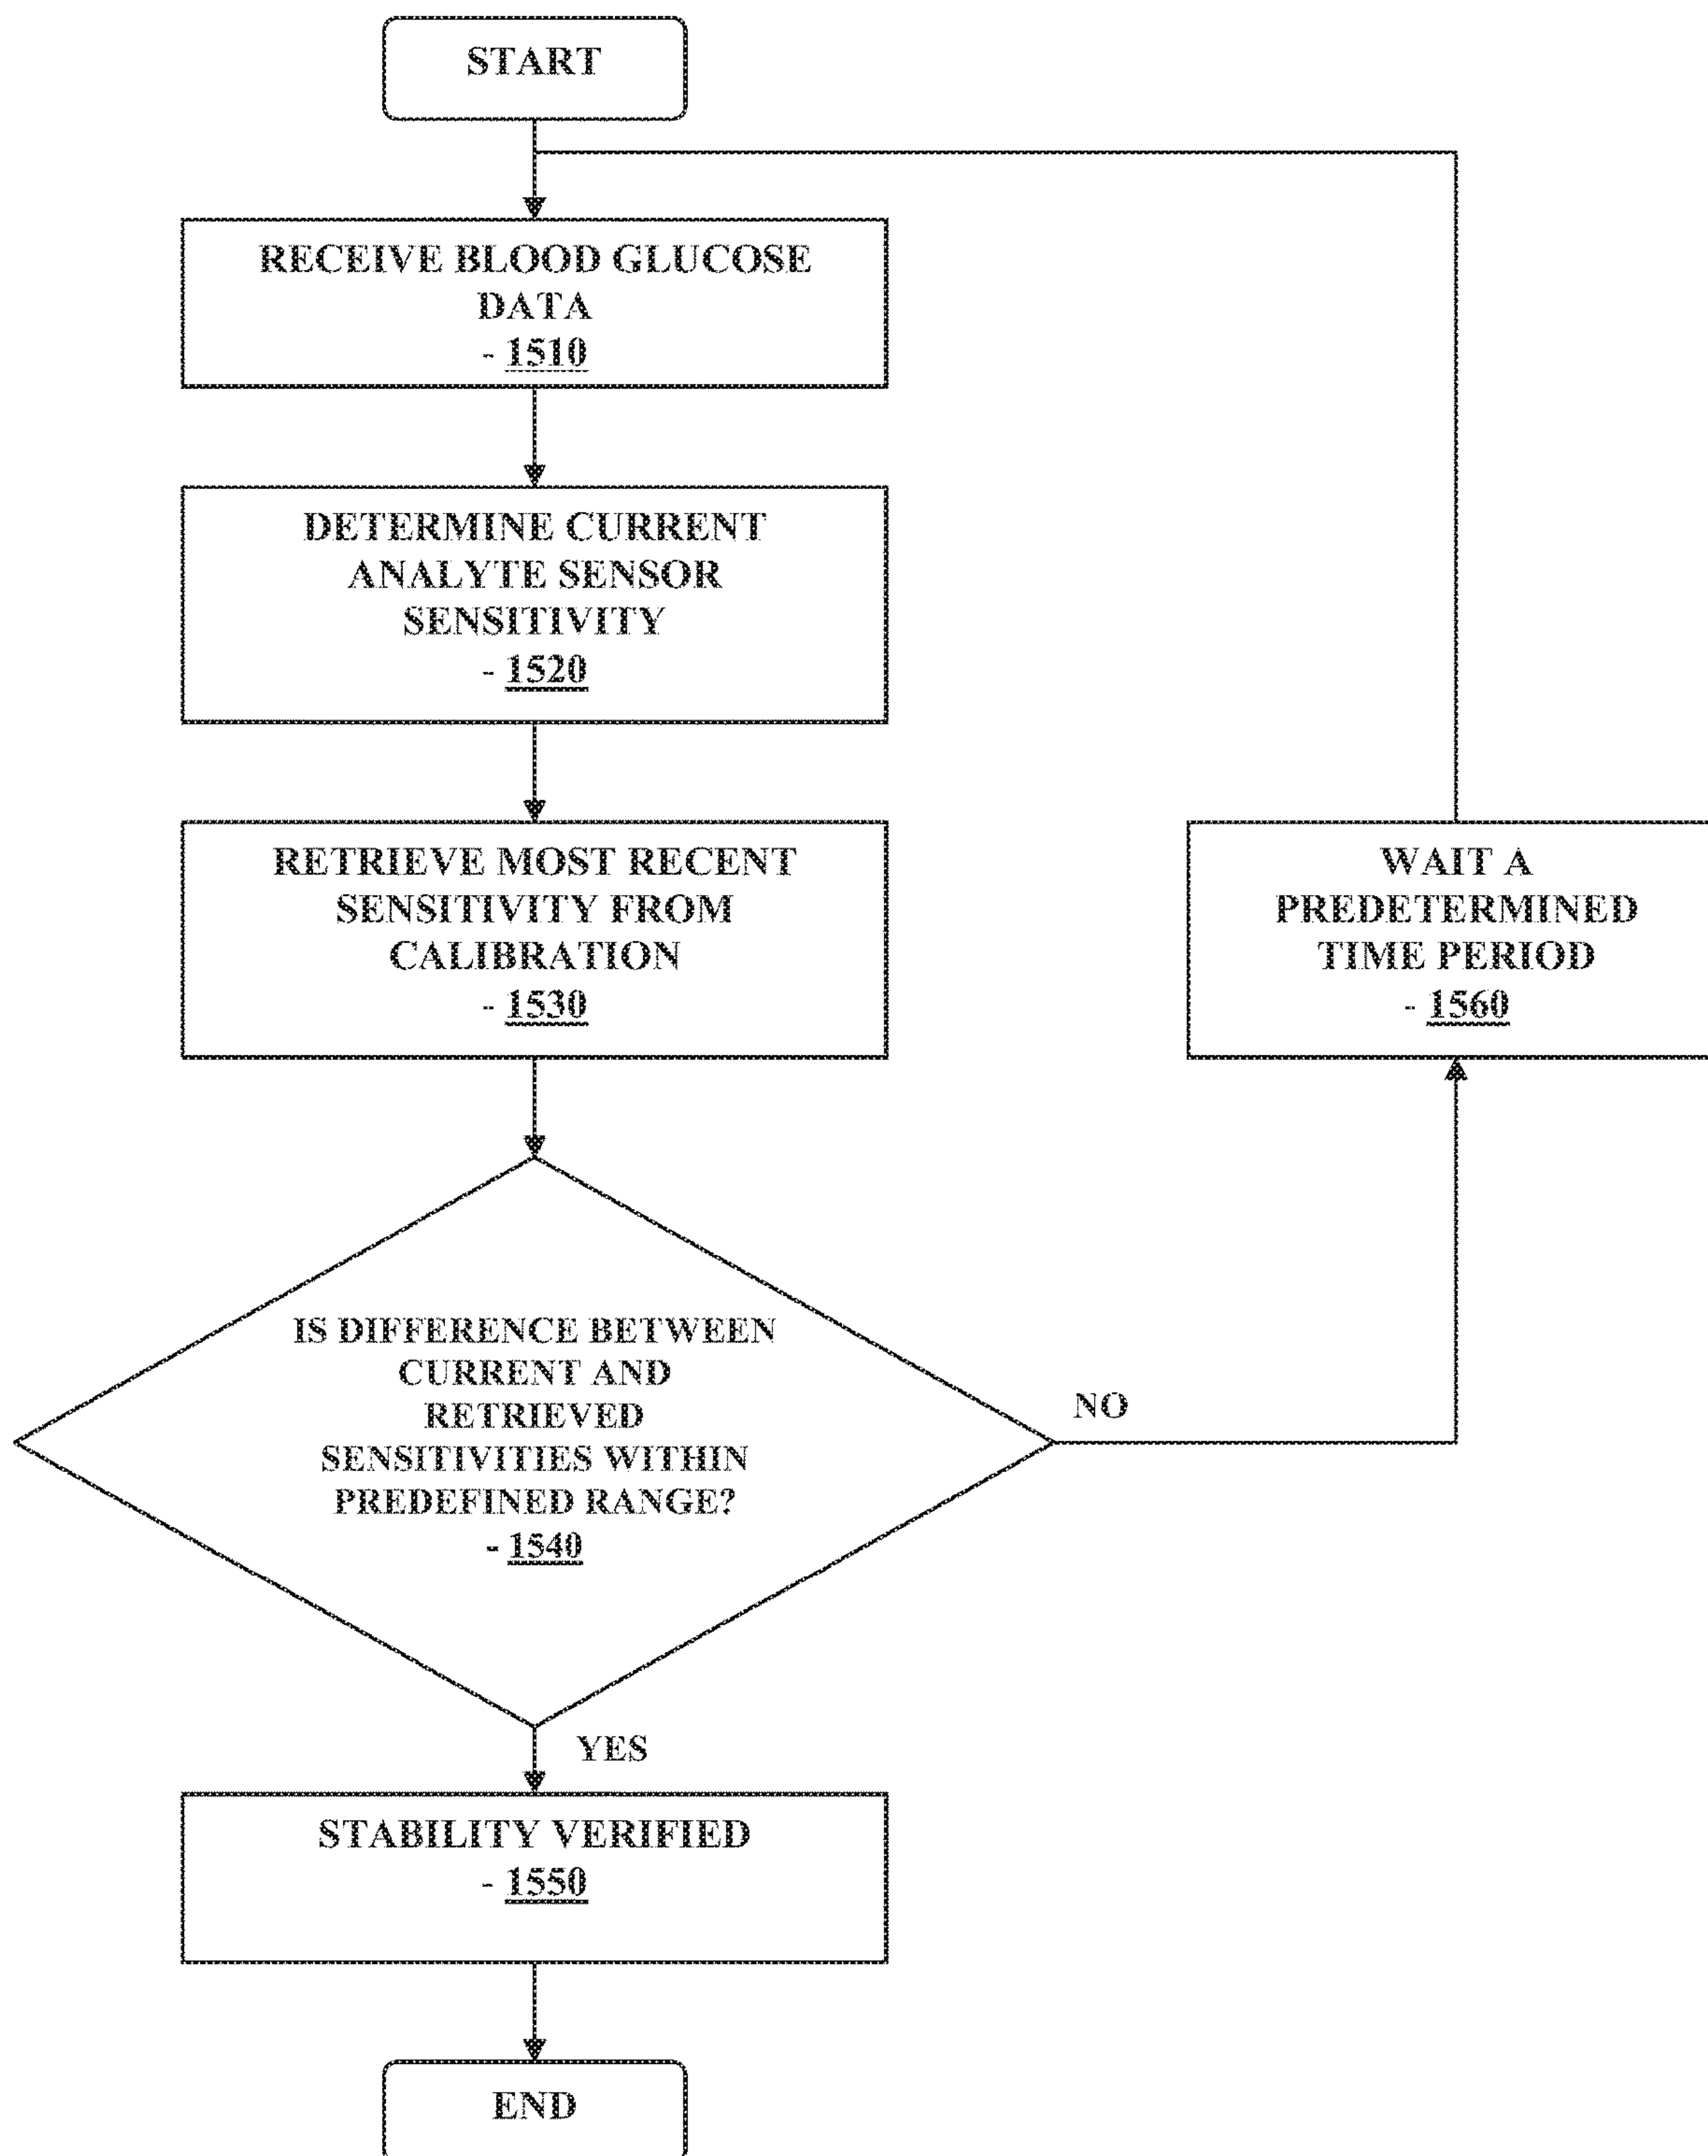 START
RECEIVE BLOOD GLUCOSE
DATA
- 1510
DETERMINE CURRENT
ANALYTE SENSOR
SENSITIVITY
- 1520
RETRIEVE MOST RECENT
SENSITIVITY FROM
CALIBRATION
- 1530
WAIT A
PREDETERMINED
TIME PERIOD
- 1560
IS DIFFERENCE BETWEEN
CURRENT AND
RETRIEVED
SENSITIVITIES WITHIN
PREDEFINED RANGE?
- 1540
NO
YES
STABILITY VERIFIED
- 1550
END